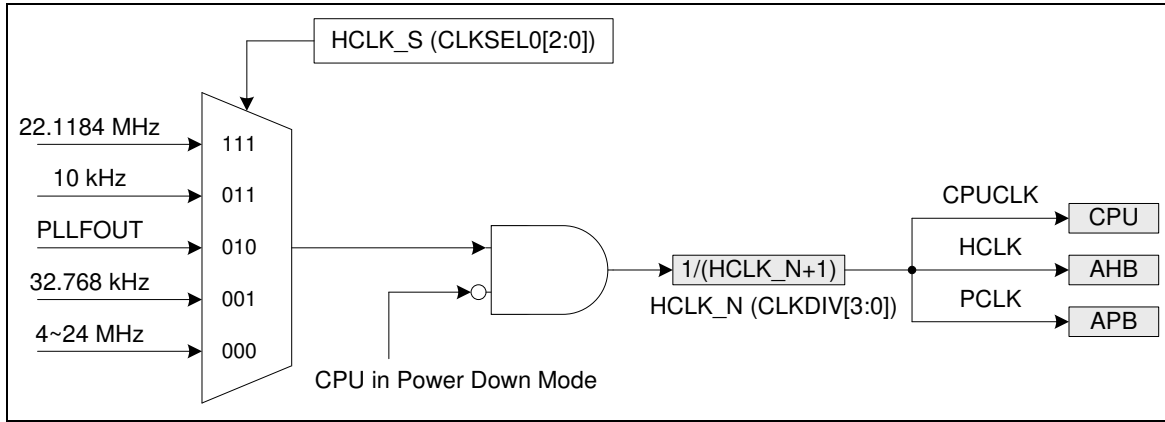 HCLK_S (CLKSEL0[2:0])
22.1184 MHz
111
10 kHz
011
PLLFOUT
010
32.768 kHz
001
4~24 MHz
000
CPU in Power Down Mode
1/(HCLK_N+1)
HCLK_N (CLKDIV[3:0])
CPUCLK
CPU
HCLK
AHB
PCLK
APB